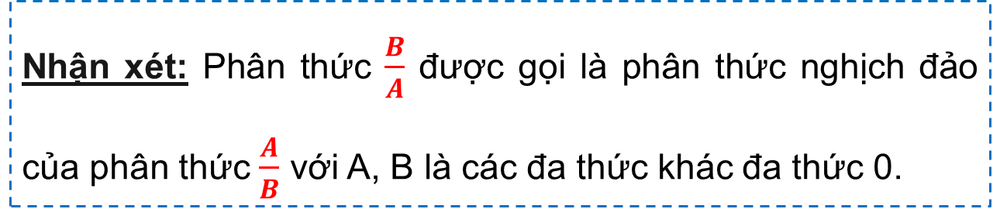 Nhận xét: Phân thức B/A được gọi là phân thức nghịch đảo
của phân thức A/B với A, B là các đa thức khác đa thức 0.